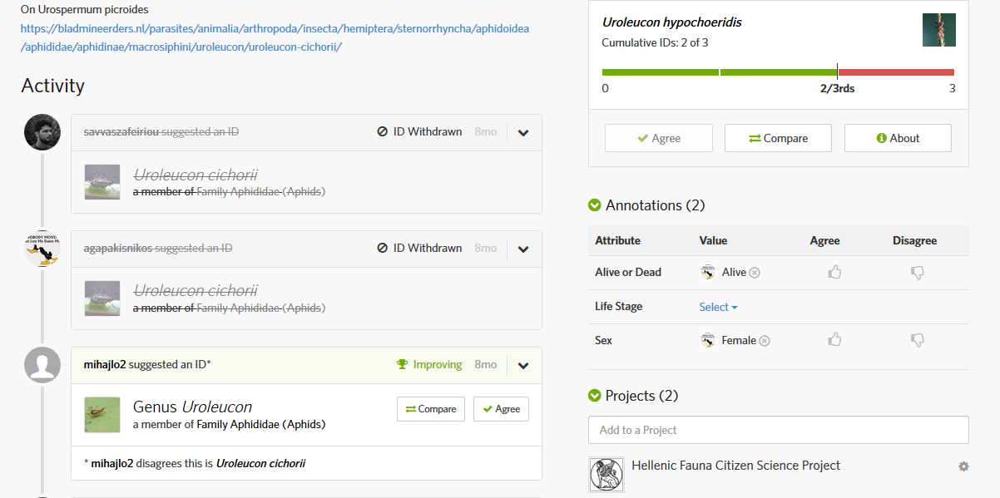 On Urospermum picroides
https://bladmineerders.nl/parasites/animalia/arthropoda/insecta/hemiptera/sternorrhyncha/aphidoidea
/aphididae/aphidinae/macrosiphini/uroleucon/uroleucon-cichorii/
Activity
savvaszafeiriou suggested an ID
ID Withdrawn 8mo
Uroleucon cichorii
a member of Family Aphididae (Aphids)
agapakisnikos suggested an ID
ID Withdrawn 8mo
Uroleucon cichorii
a member of Family Aphididae (Aphids)
mihajlo2 suggested an ID*
Improving 8mo
Genus Uroleucon
a member of Family Aphididae (Aphids)
Compare
Agree
* mihajlo2 disagrees this is Uroleucon cichorii
Uroleucon hypochoeridis
Cumulative IDs: 2 of 3
0 2/3rds 3
Agree
Compare
About
Annotations (2)
Attribute Value Agree Disagree
Alive or Dead Alive
Life Stage Select
Sex Female
Projects (2)
Add to a Project
Hellenic Fauna Citizen Science Project